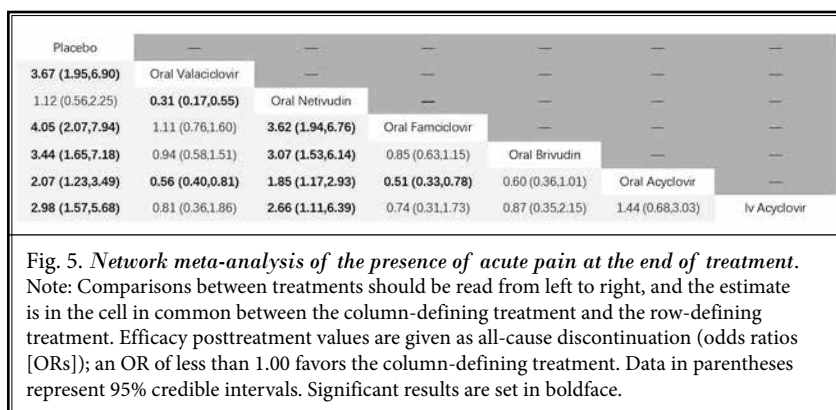 Placebo — — — — — —
3.67 (1.95,6.90) Oral Valaciclovir — — — — —
1.12 (0.56,2.25) 0.31 (0.17,0.55) Oral Netivudin — — — —
4.05 (2.07,7.94) 1.11 (0.76,1.60) 3.62 (1.94,6.76) Oral Famciclovir — — —
3.44 (1.65,7.18) 0.94 (0.58,1.51) 3.07 (1.53,6.14) 0.85 (0.63,1.15) Oral Brivudin — —
2.07 (1.23,3.49) 0.56 (0.40,0.81) 1.85 (1.17,2.93) 0.51 (0.33,0.78) 0.60 (0.36,1.01) Oral Acyclovir —
2.98 (1.57,5.68) 0.81 (0.36,1.86) 2.66 (1.11,6.39) 0.74 (0.31,1.73) 0.87 (0.35,2.15) 1.44 (0.68,3.03) Iv Acyclovir
Fig. 5. Network meta-analysis of the presence of acute pain at the end of treatment.
Note: Comparisons between treatments should be read from left to right, and the estimate
is in the cell in common between the column-defining treatment and the row-defining
treatment. Efficacy posttreatment values are given as all-cause discontinuation (odds ratios
[ORs]); an OR of less than 1.00 favors the column-defining treatment. Data in parentheses
represent 95% credible intervals. Significant results are set in boldface.